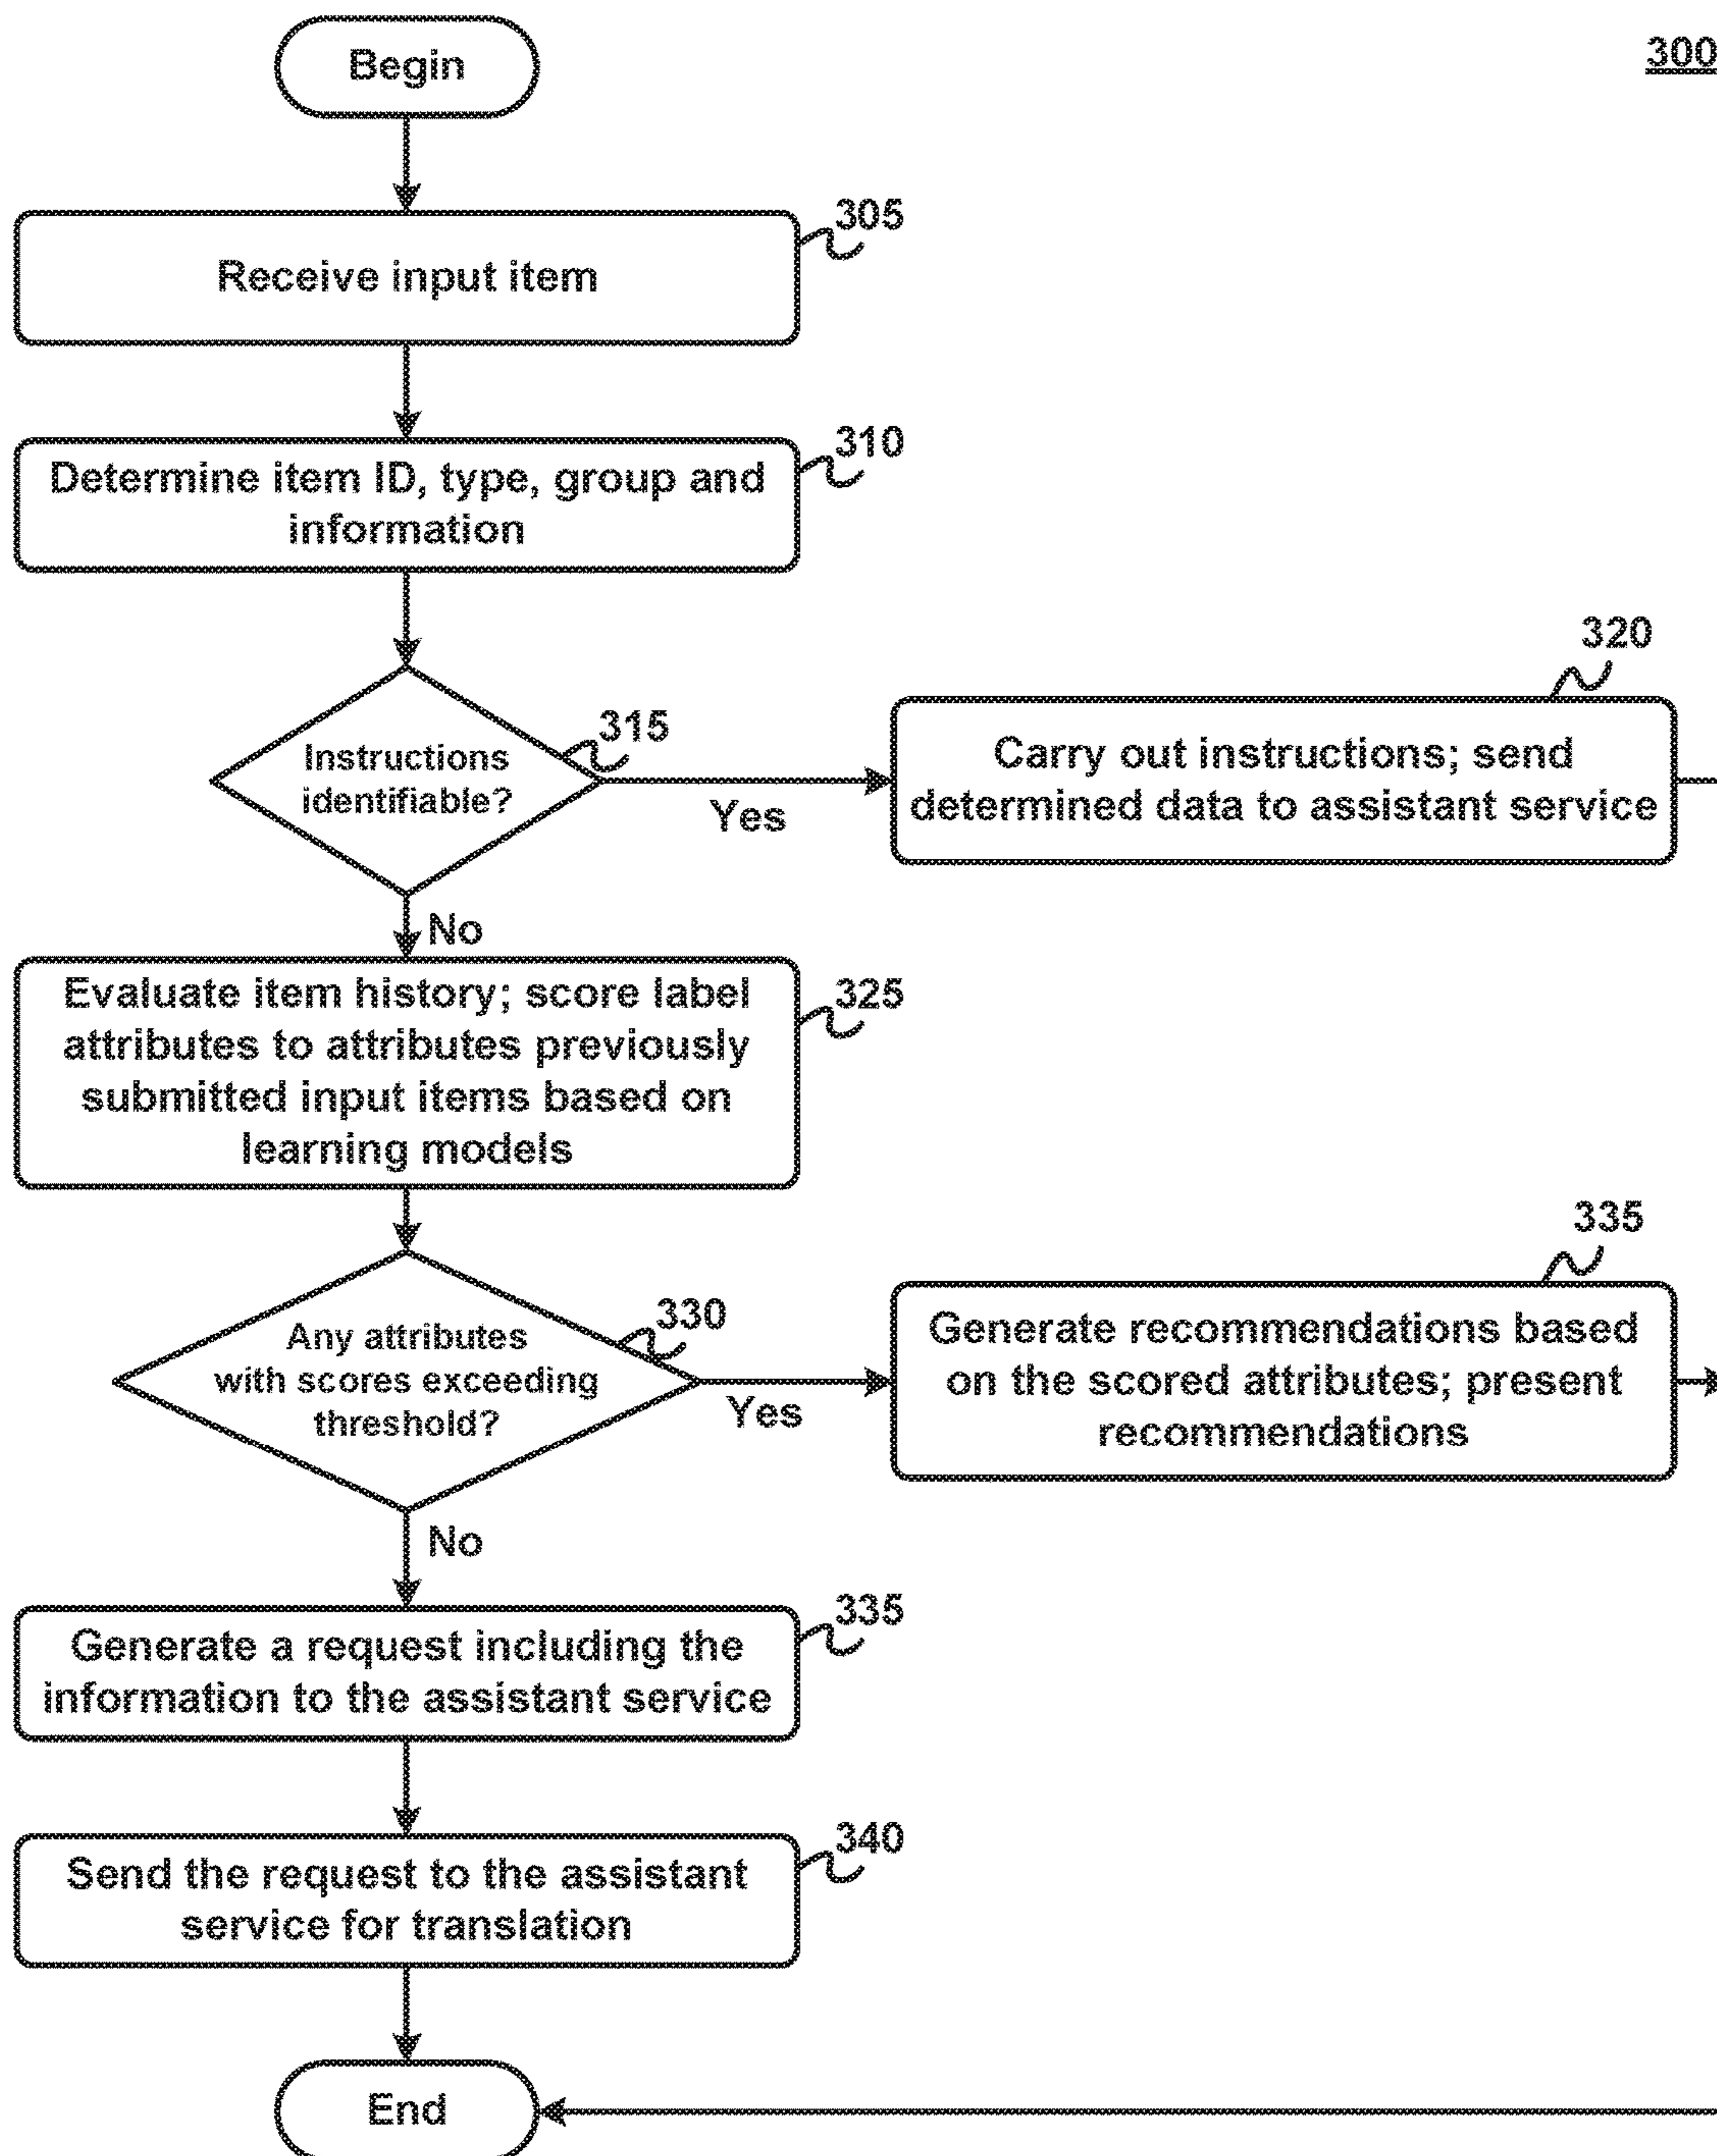 Begin
300
305
Receive input item
310
Determine item ID, type, group and
information
315
Instructions
identifiable?
Yes
320
Carry out instructions; send
determined data to assistant service
No
325
Evaluate item history; score label
attributes to attributes previously
submitted input items based on
learning models
330
Any attributes
with scores exceeding
threshold?
Yes
335
Generate recommendations based
on the scored attributes; present
recommendations
No
335
Generate a request including the
information to the assistant service
340
Send the request to the assistant
service for translation
End